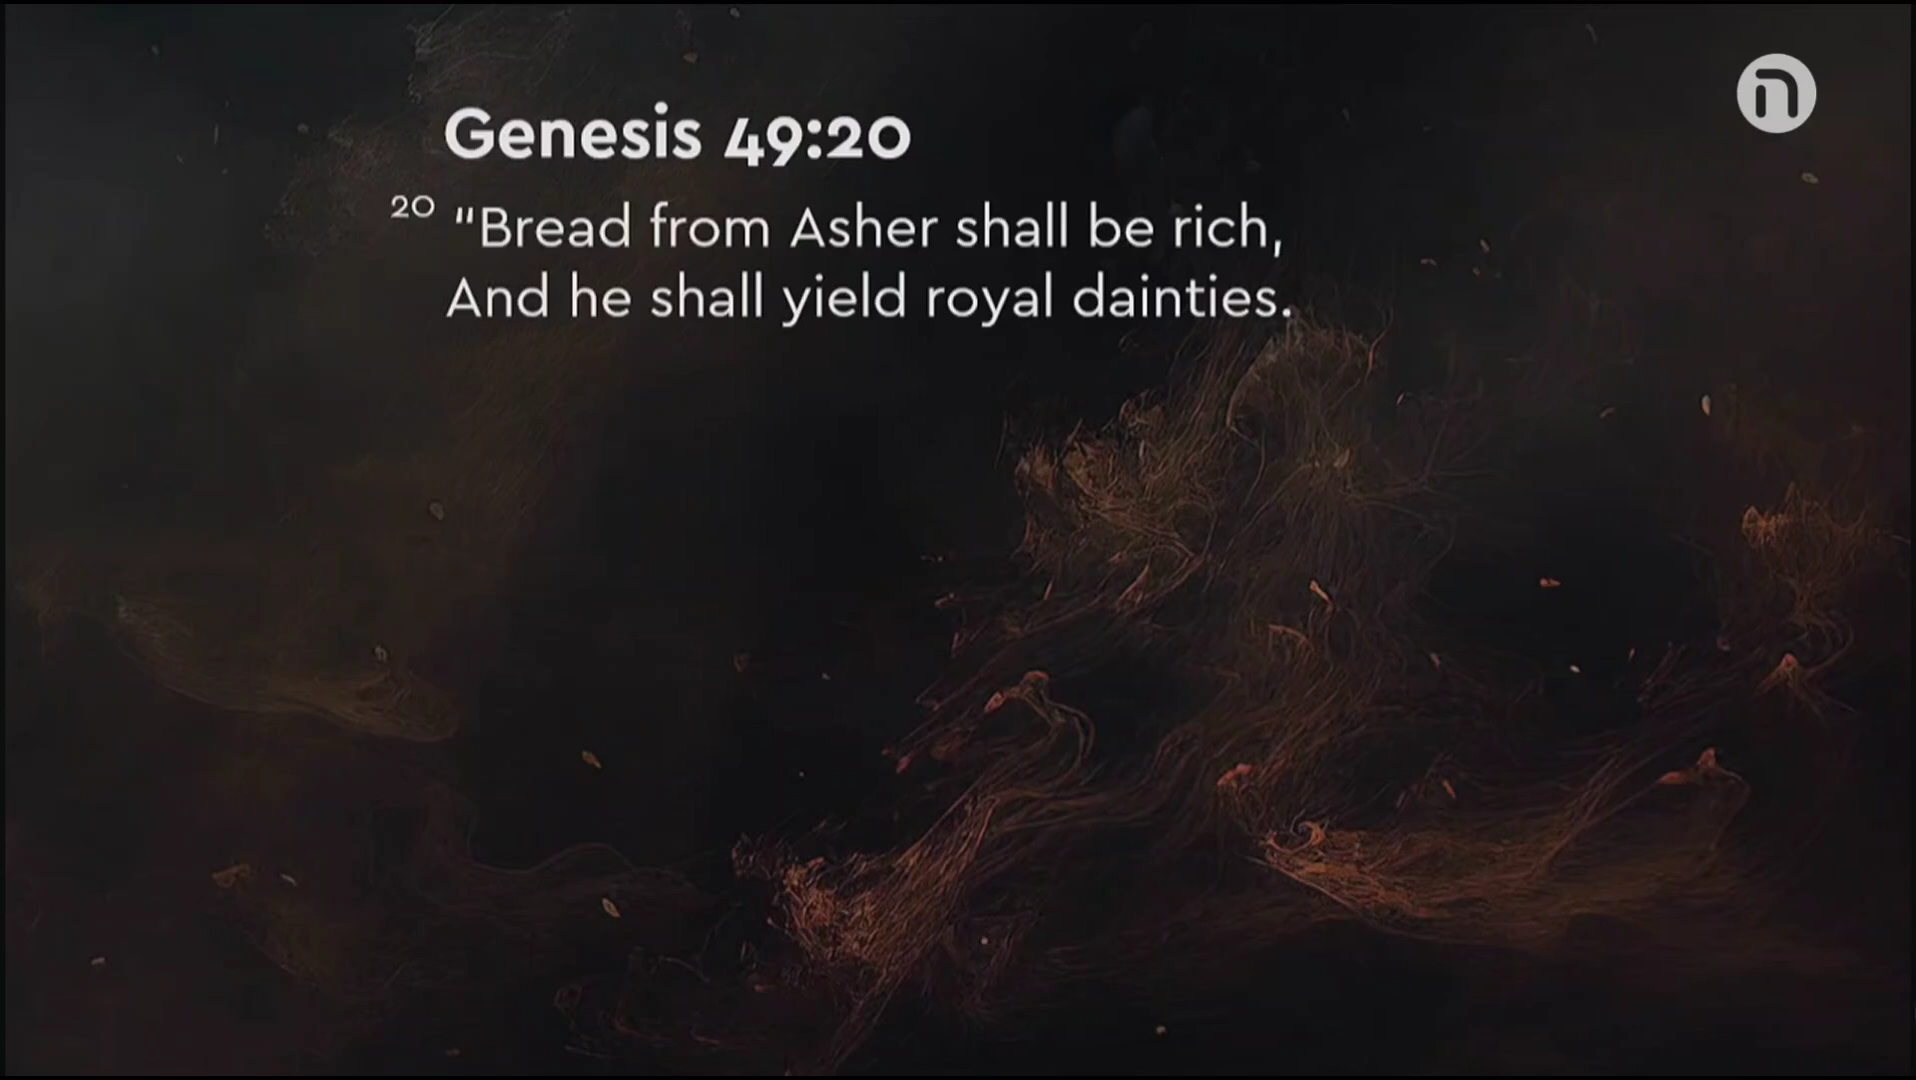 Genesis 49:20
20 "Bread from Asher shall be rich,
And he shall yield royal dainties.